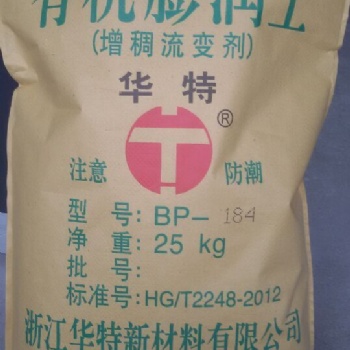 有机膨润土
(增稠流变剂)
华特
T®
注意 防潮
型 号:BP-184
净 重:25 kg
批 号:
标准号:HG/T2248-2012
浙江华特新材料有限公司